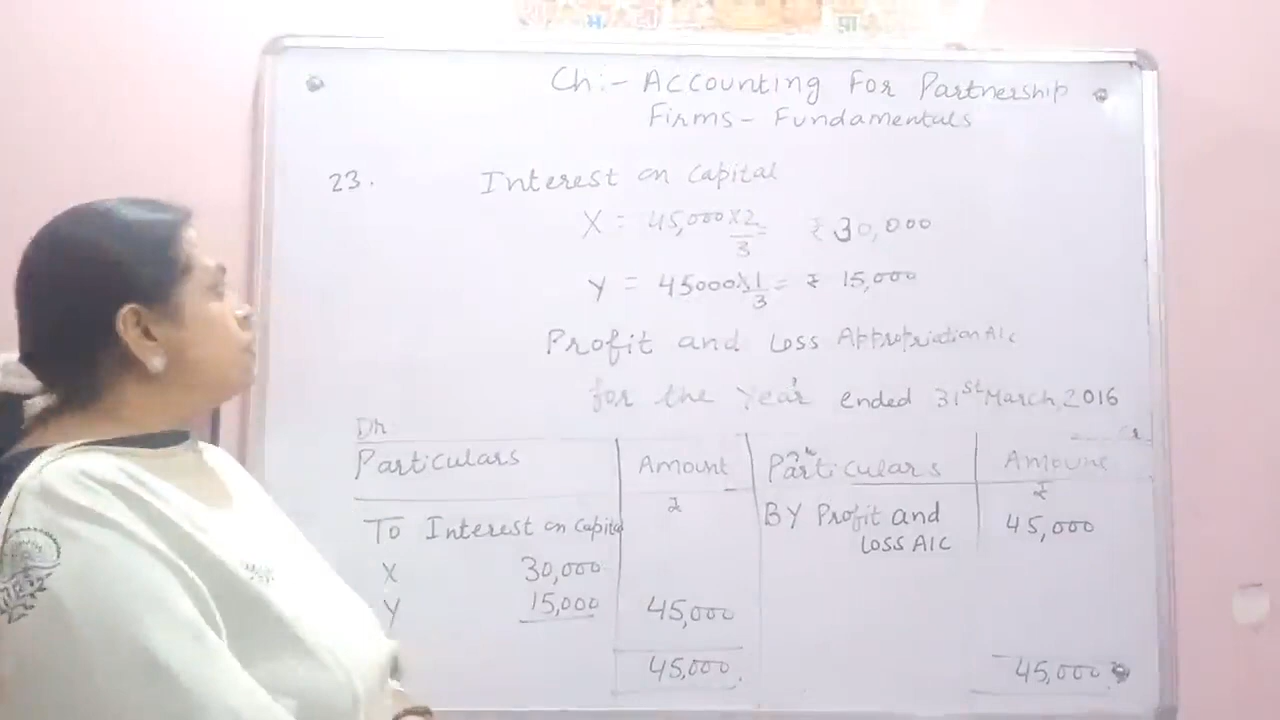 Ch:- Accounting For Partnership
Firms - Fundamentals
23. Interest on Capital
X = 45,000 X 2/3 = ₹ 30,000
Y = 45000 X 1/3 = ₹ 15,000
Profit and Loss Appropriation A/c
for the Year ended 31st March, 2016
Dr. Cr.
Particulars Amount Particulars Amount
₹ ₹
To Interest on Capital BY Profit and 45,000
Loss A/C
X 30,000
Y 15,000 45,000
45,000 45,000